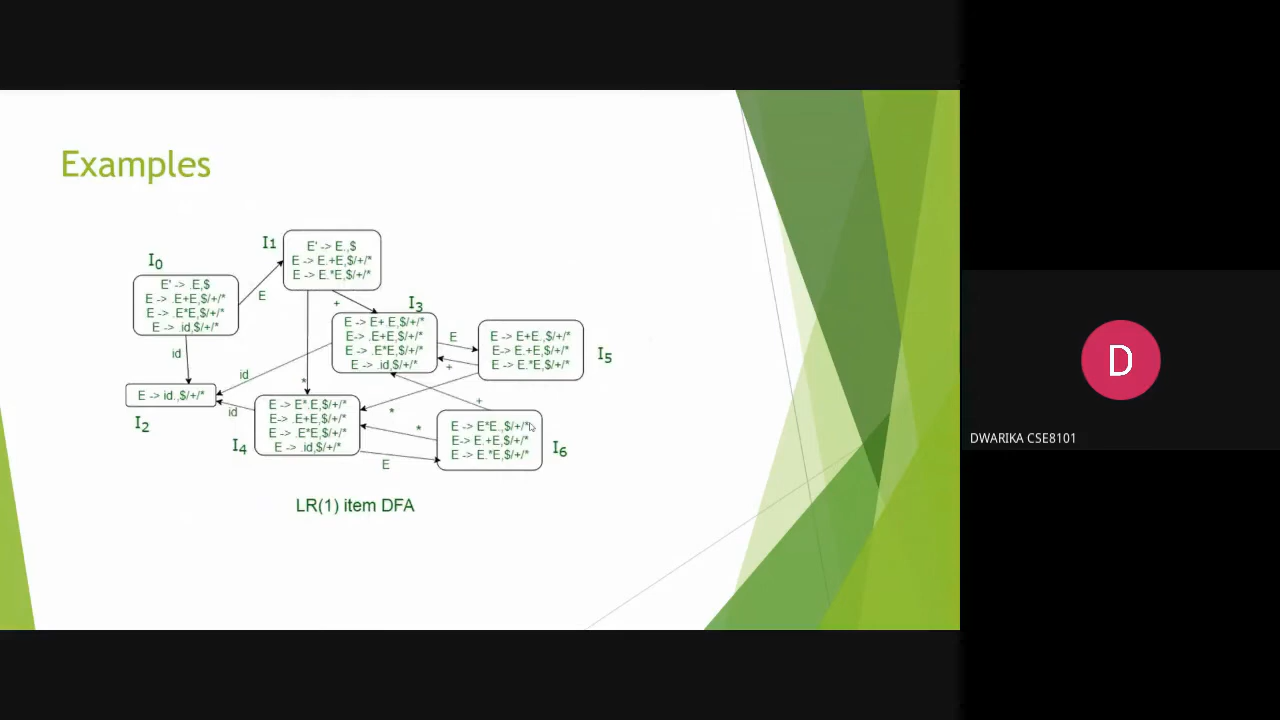 Examples
I1
E' -> E.,$
E -> E.+E,$/+/*
E -> E.*E,$/+/*
I0
E' -> .E,$
E -> .E+E,$/+/*
E -> .E*E,$/+/*
E -> .id,$/+/*
E
+
I3
E -> E+.E,$/+/*
E-> .E+E,$/+/*
E -> .E*E,$/+/*
E -> .id,$/+/*
E
+
E -> E+E.,$/+/*
E-> E.+E,$/+/*
E -> E.*E,$/+/*
I5
id
id
*
E -> id.,$/+/*
I2
id
I4
E -> E*.E,$/+/*
E-> .E+E,$/+/*
E -> .E*E,$/+/*
E -> .id,$/+/*
*
+
*
E
E -> E*E.,$/+/*
E-> E.+E,$/+/*
E -> E.*E,$/+/*
I6
LR(1) item DFA
D
DWARIKA CSE8101